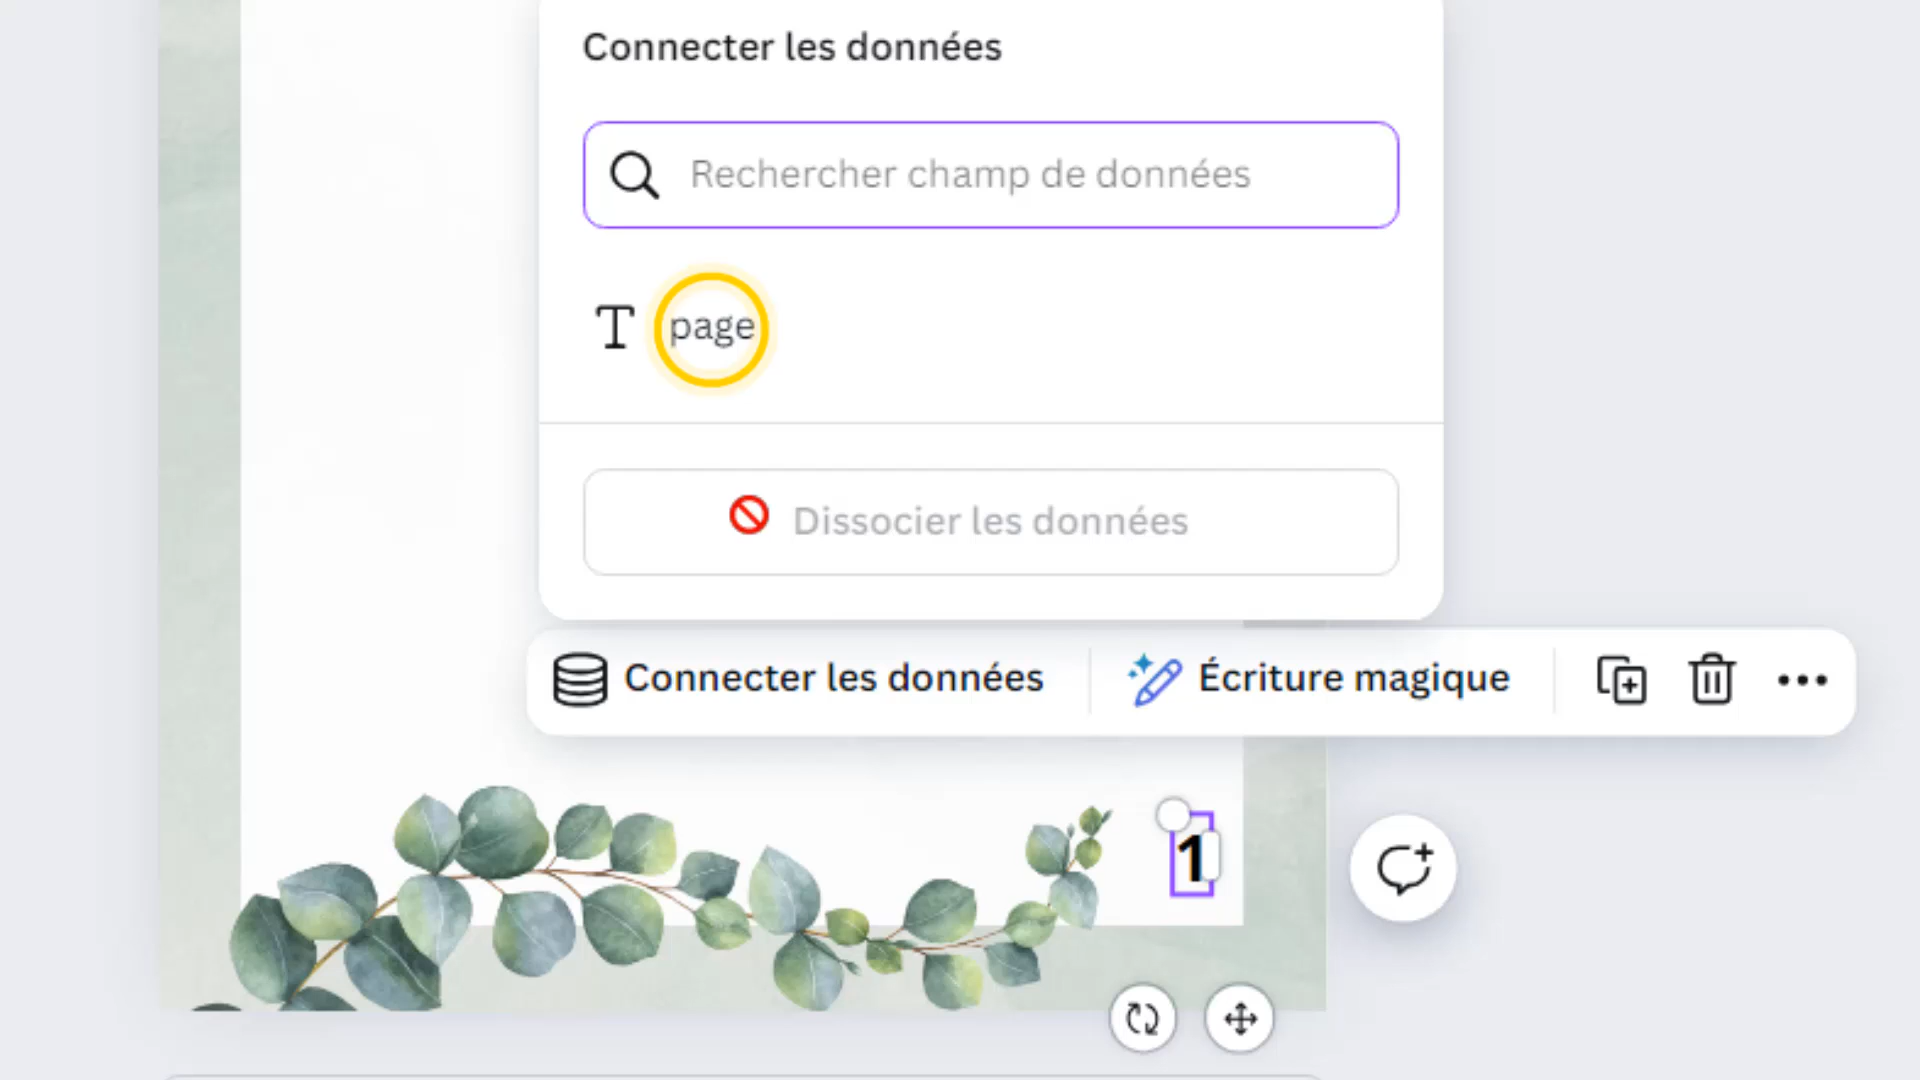 Connecter les données
Rechercher champ de données
T page
Dissocier les données
Connecter les données Écriture magique
1